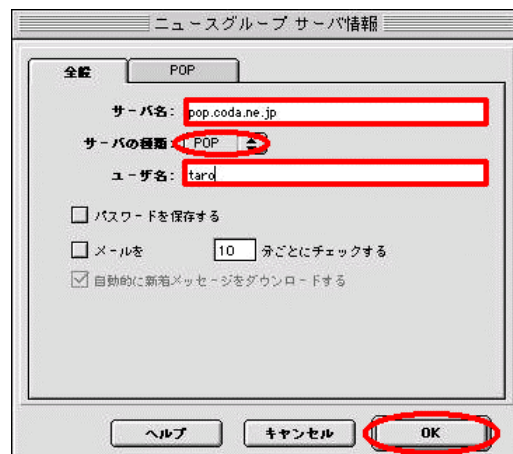 ニュースグループ サーバ情報
全般 POP
サーバ名: pop.coda.ne.jp
サーバの種類: POP
ユーザ名: taro
パスワードを保存する
メールを 10 分ごとにチェックする
自動的に新着メッセージをダウンロードする
ヘルプ キャンセル OK